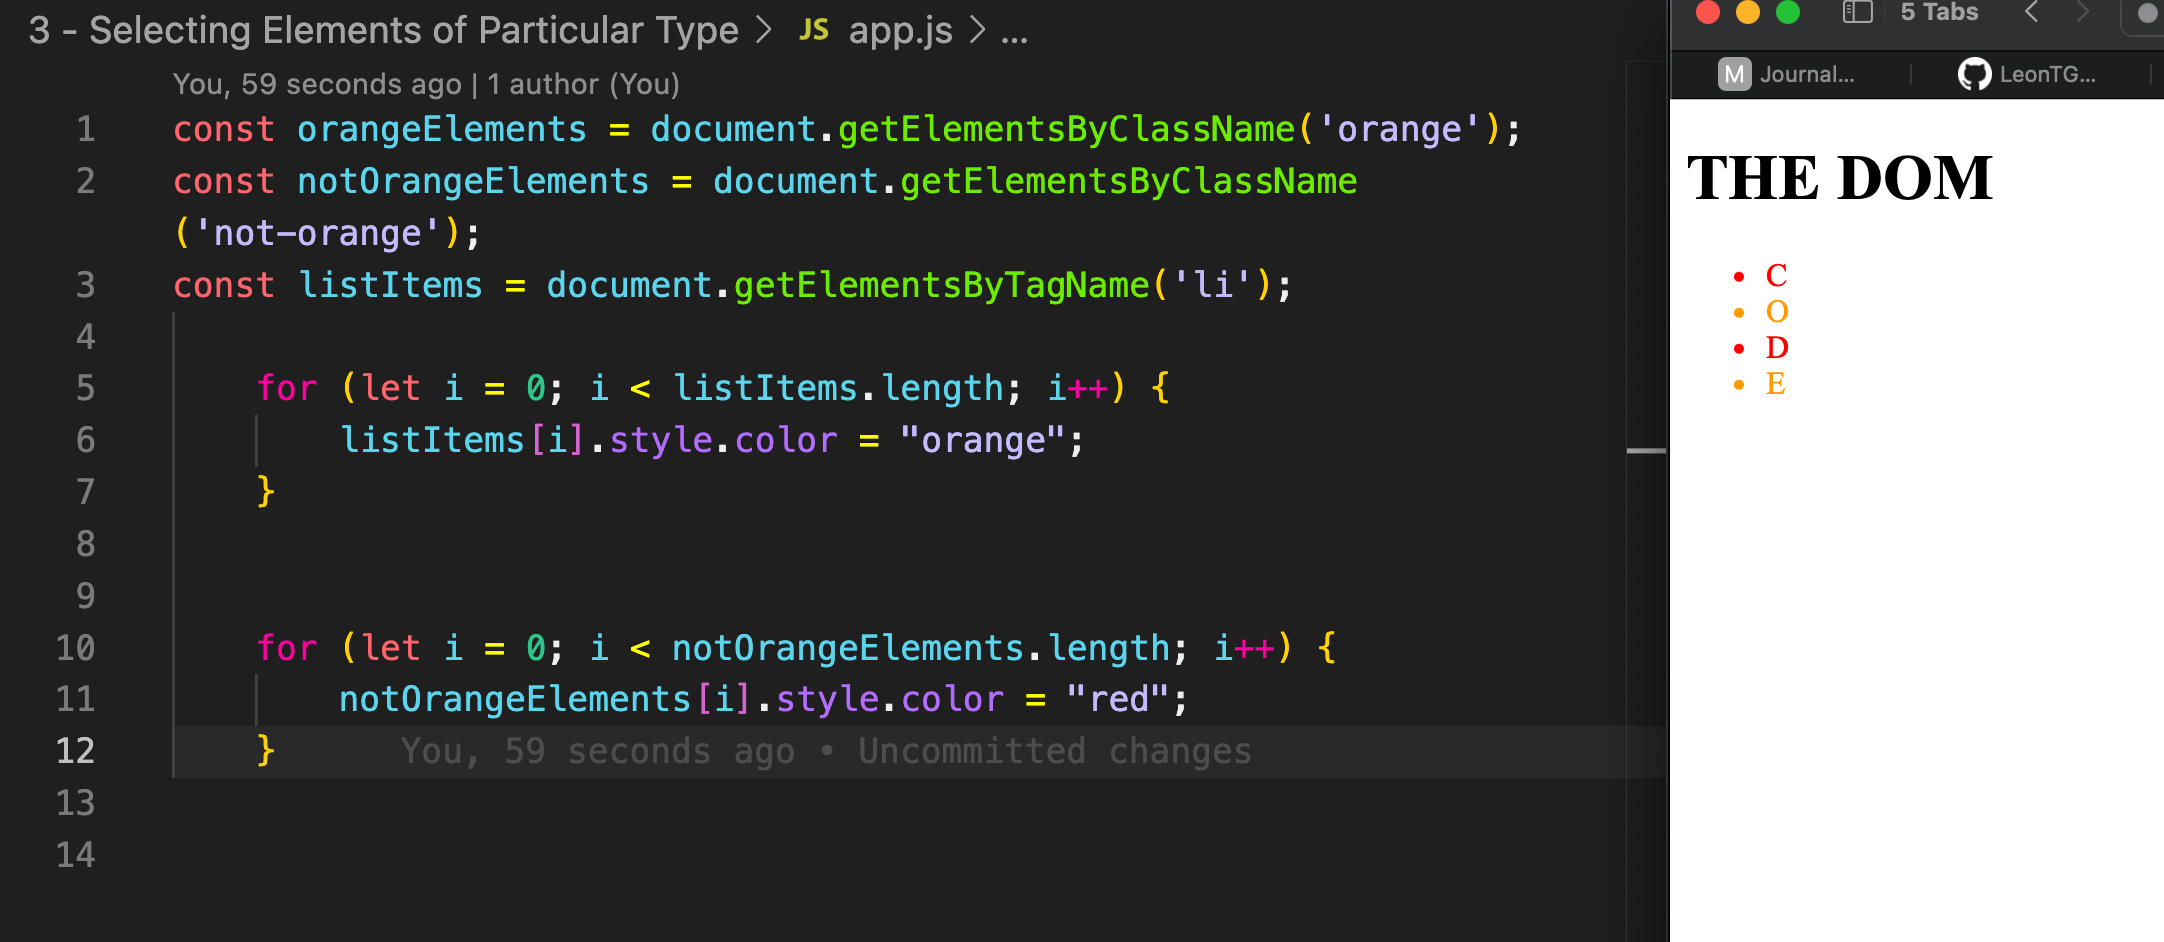 3 - Selecting Elements of Particular Type > JS app.js > ...
You, 59 seconds ago | 1 author (You)
1 const orangeElements = document.getElementsByClassName('orange');
2 const notOrangeElements = document.getElementsByClassName
('not-orange');
3 const listItems = document.getElementsByTagName('li');
4
5 for (let i = 0; i < listItems.length; i++) {
6 listItems[i].style.color = "orange";
7 }
8
9
10 for (let i = 0; i < notOrangeElements.length; i++) {
11 notOrangeElements[i].style.color = "red";
12 } You, 59 seconds ago • Uncommitted changes
13
14
5 Tabs
M Journal...
LeonTG...
THE DOM
• C
• O
• D
• E